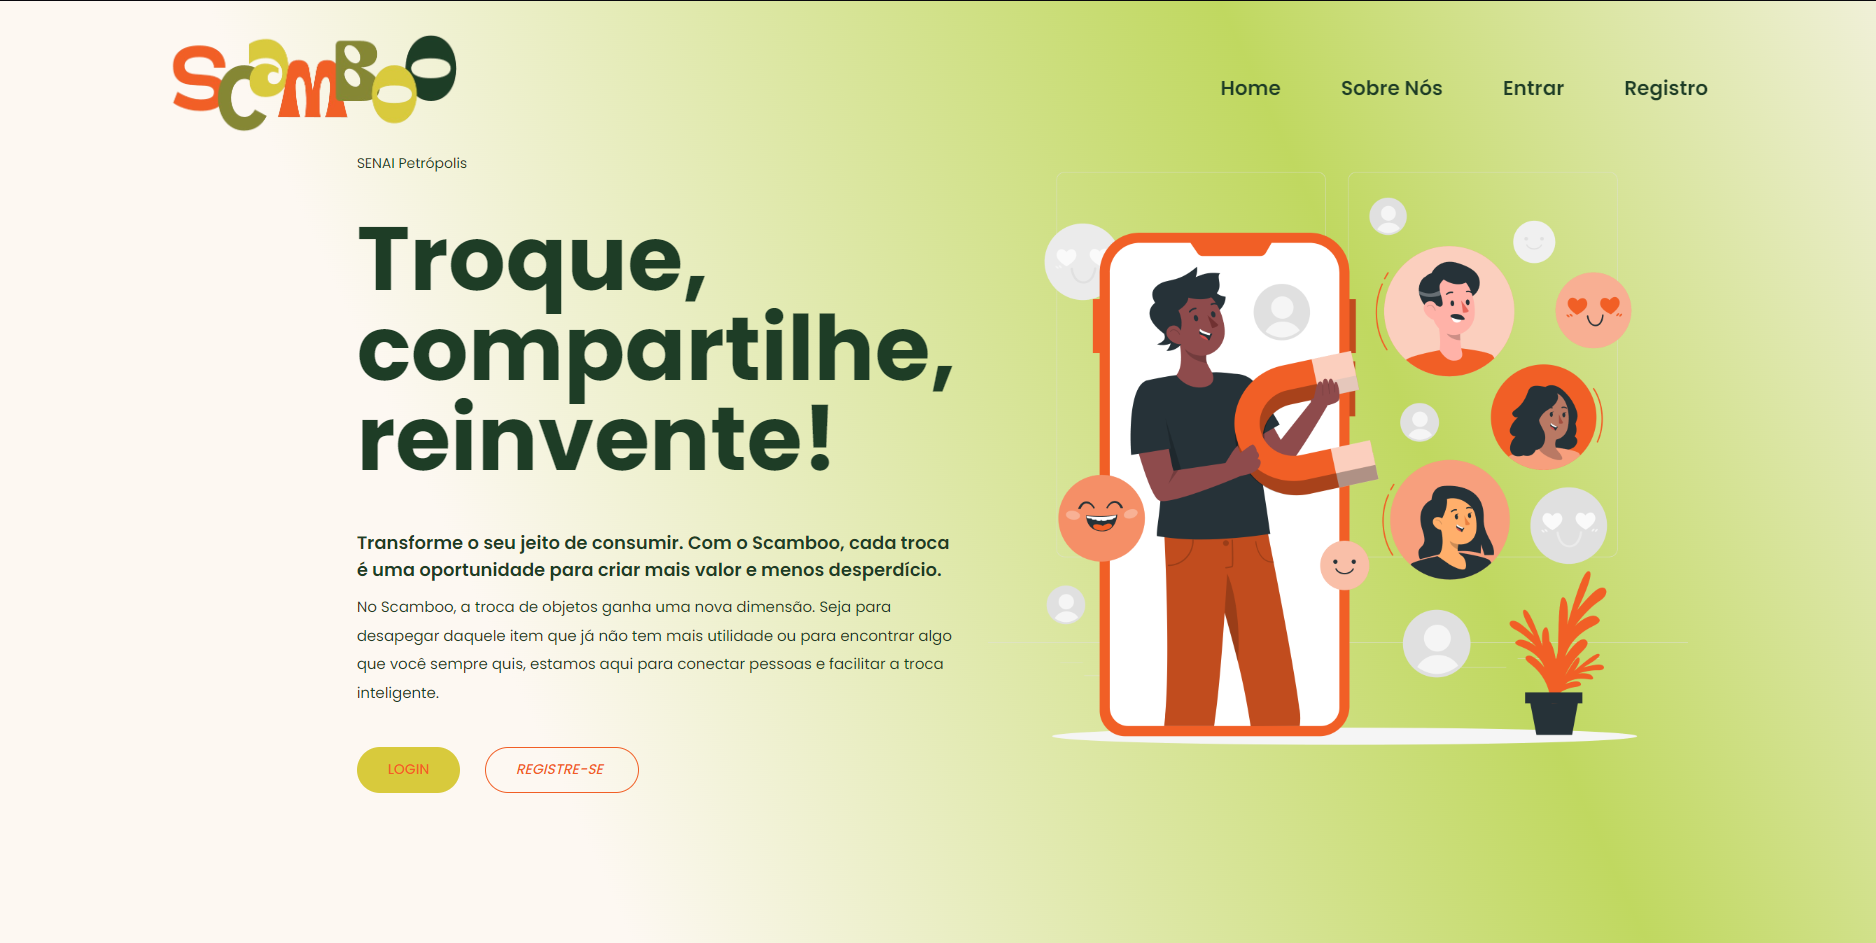 ScamBoo
Home
Sobre Nós
Entrar
Registro
SENAI Petrópolis
Troque,
compartilhe,
reinvente!
Transforme o seu jeito de consumir. Com o Scamboo, cada troca
é uma oportunidade para criar mais valor e menos desperdício.
No Scamboo, a troca de objetos ganha uma nova dimensão. Seja para
desapegar daquele item que já não tem mais utilidade ou para encontrar algo
que você sempre quis, estamos aqui para conectar pessoas e facilitar a troca
inteligente.
LOGIN
REGISTRE-SE